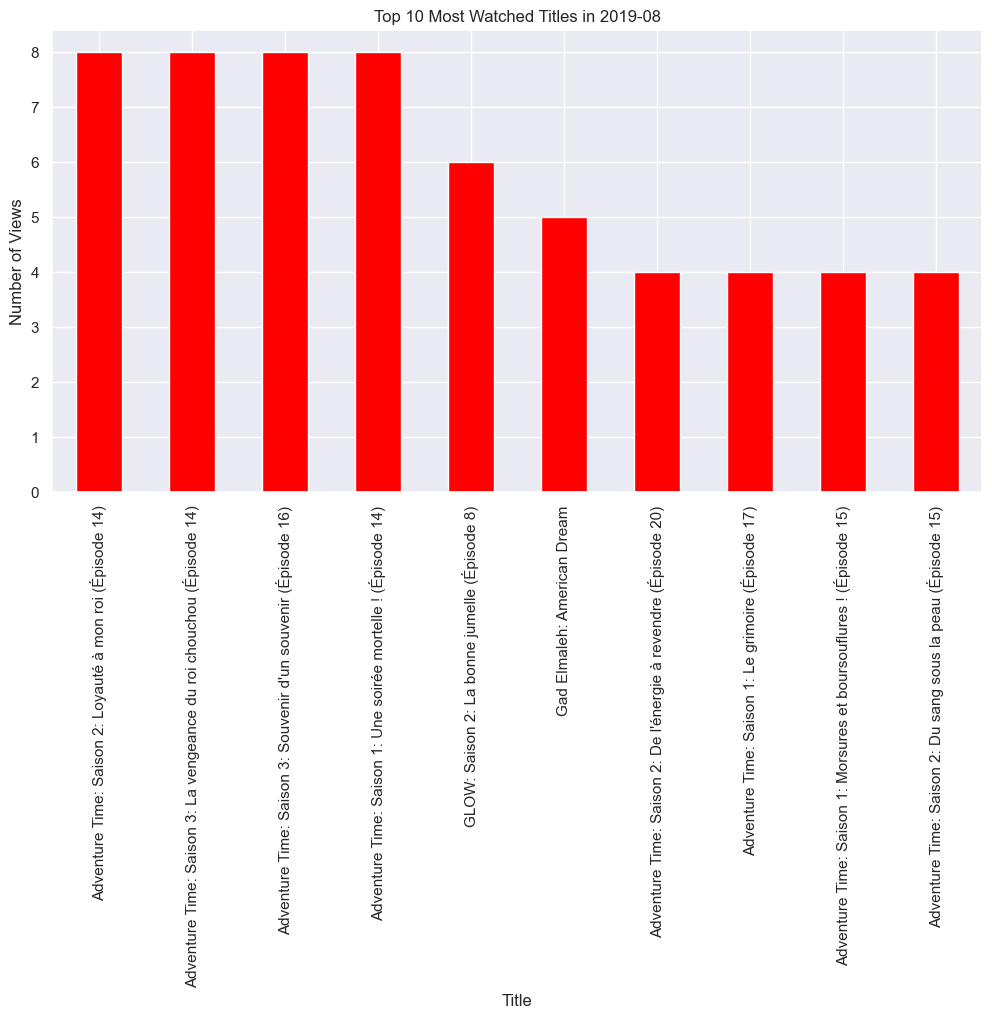 Top 10 Most Watched Titles in 2019-08
Number of Views
8
7
6
5
4
3
2
1
0
Adventure Time: Saison 2: Loyauté à mon roi (Épisode 14)
Adventure Time: Saison 3: La vengeance du roi chouchou (Épisode 14)
Adventure Time: Saison 3: Souvenir d'un souvenir (Épisode 16)
Adventure Time: Saison 1: Une soirée mortelle ! (Épisode 14)
GLOW: Saison 2: La bonne jumelle (Épisode 8)
Gad Elmaleh: American Dream
Adventure Time: Saison 2: De l'énergie à revendre (Épisode 20)
Adventure Time: Saison 1: Le grimoire (Épisode 17)
Adventure Time: Saison 1: Morsures et boursouflures ! (Épisode 15)
Adventure Time: Saison 2: Du sang sous la peau (Épisode 15)
Title